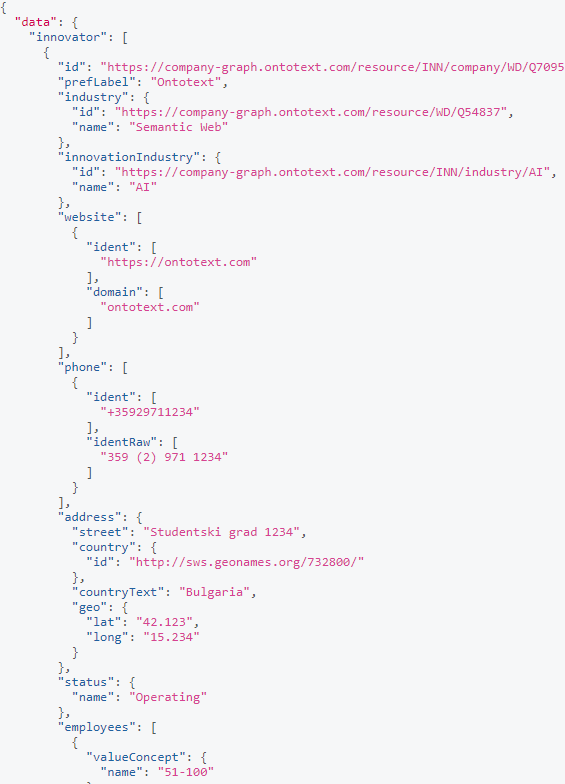 {
  "data": {
    "innovator": [
      {
        "id": "https://company-graph.ontotext.com/resource/INN/company/WD/Q7095
        "prefLabel": "Ontotext",
        "industry": {
          "id": "https://company-graph.ontotext.com/resource/WD/Q54837",
          "name": "Semantic Web"
        },
        "innovationIndustry": {
          "id": "https://company-graph.ontotext.com/resource/INN/industry/AI",
          "name": "AI"
        },
        "website": [
          {
            "ident": [
              "https://ontotext.com"
            ],
            "domain": [
              "ontotext.com"
            ]
          }
        ],
        "phone": [
          {
            "ident": [
              "+35929711234"
            ],
            "identRaw": [
              "359 (2) 971 1234"
            ]
          }
        ],
        "address": {
          "street": "Studentski grad 1234",
          "country": {
            "id": "http://sws.geonames.org/732800/"
          },
          "countryText": "Bulgaria",
          "geo": {
            "lat": "42.123",
            "long": "15.234"
          }
        },
        "status": {
          "name": "Operating"
        },
        "employees": [
          {
            "valueConcept": {
              "name": "51-100"
            }